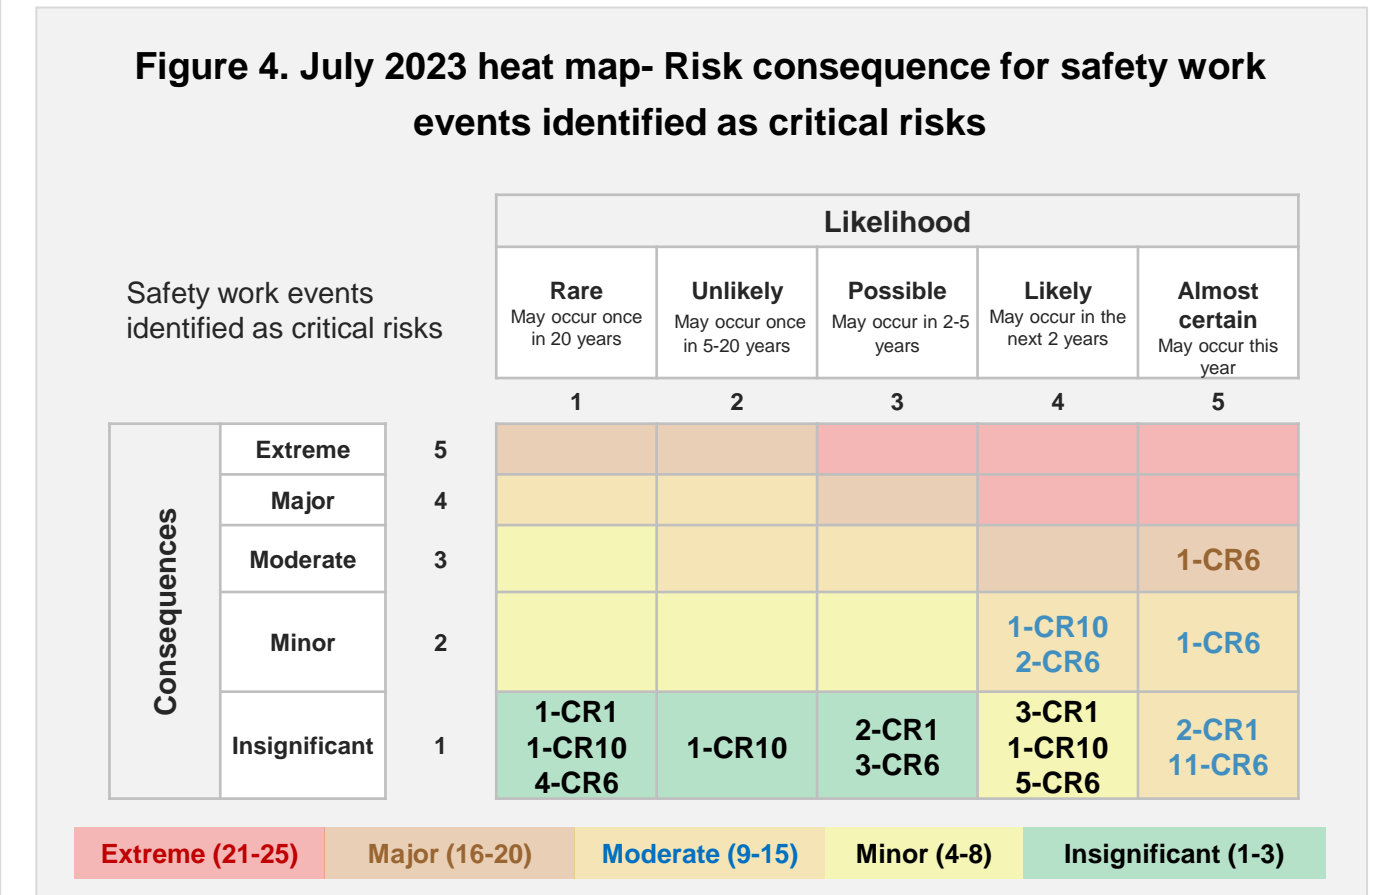 Figure 4. July 2023 heat map- Risk consequence for safety work
events identified as critical risks
Likelihood
Safety work events
identified as critical risks
Rare
May occur once
in 20 years
Unlikely
May occur once
in 5-20 years
Possible
May occur in 2-5
years
Likely
May occur in the
next 2 years
Almost
certain
May occur this
year
1 2 3 4 5
Consequences
Extreme 5
Major 4
Moderate 3
1-CR6
Minor 2
1-CR10
2-CR6
1-CR6
Insignificant 1
1-CR1
1-CR10
4-CR6
1-CR10
2-CR1
3-CR6
3-CR1
1-CR10
5-CR6
2-CR1
11-CR6
Extreme (21-25) Major (16-20) Moderate (9-15) Minor (4-8) Insignificant (1-3)